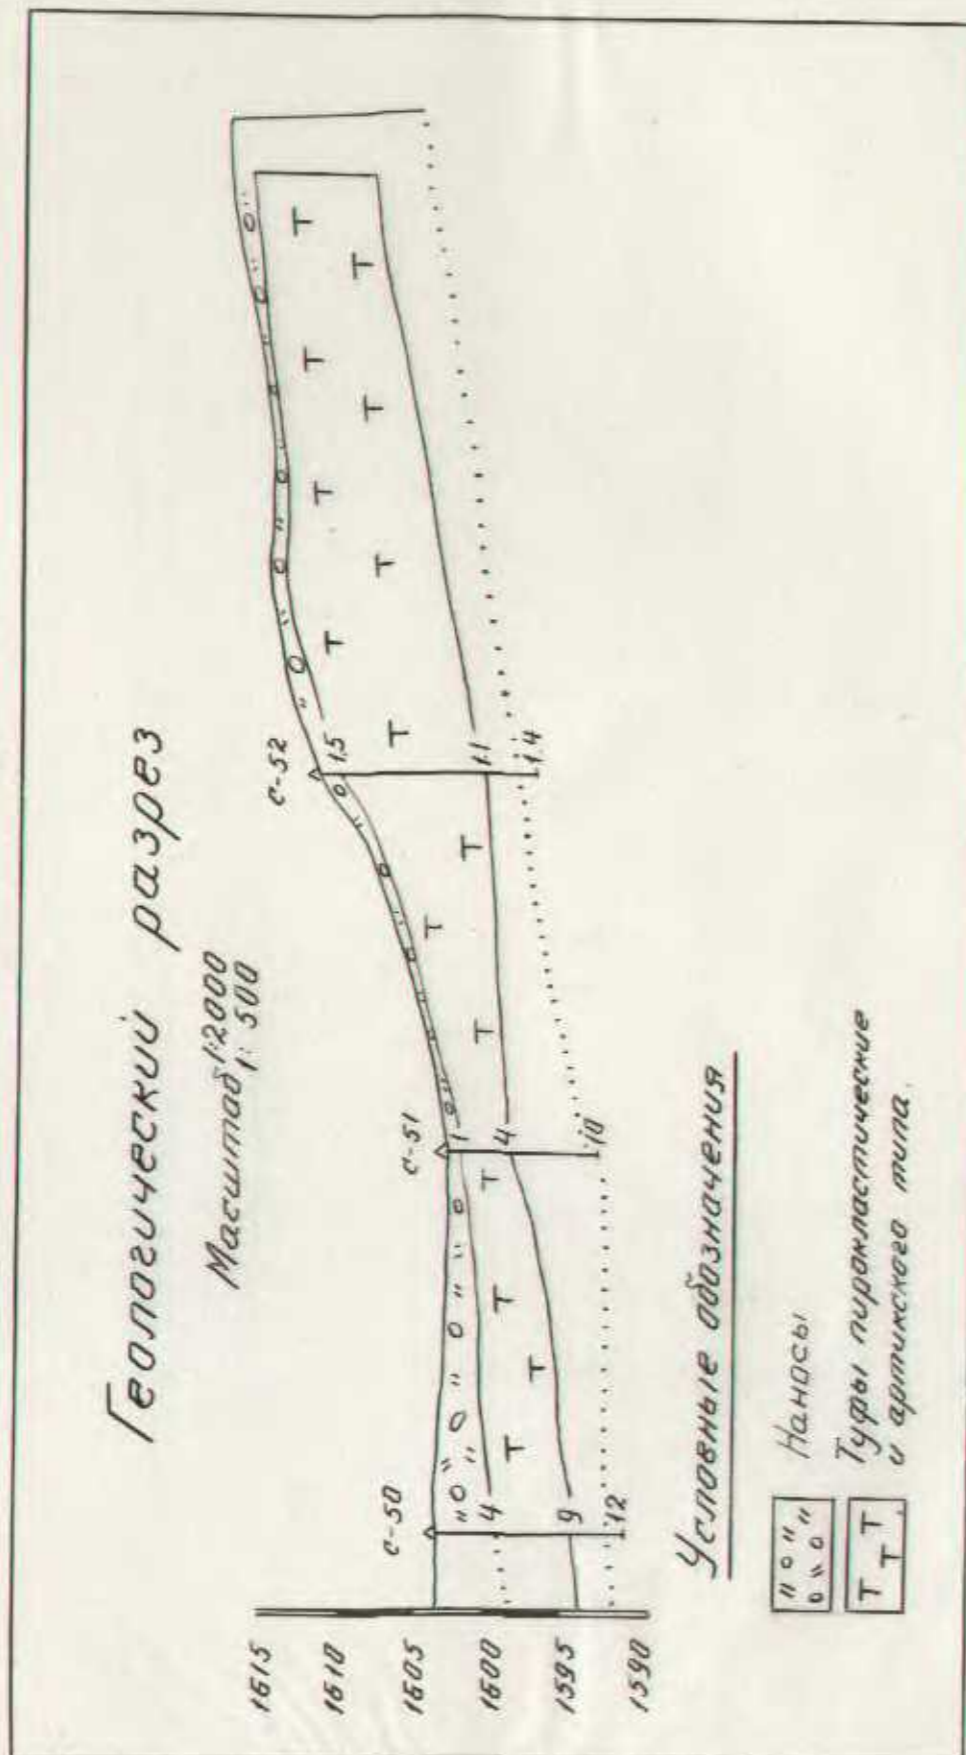 Геологический разрез
Масштаб 1:2000
1: 500
с-50
с-51
с-52
1615
1610
1605
1600
1595
1590
4
9
12
1
4
10
1.5
11
14
Условные обозначения
Наносы
Туфы пирокластические
и артикского типа.